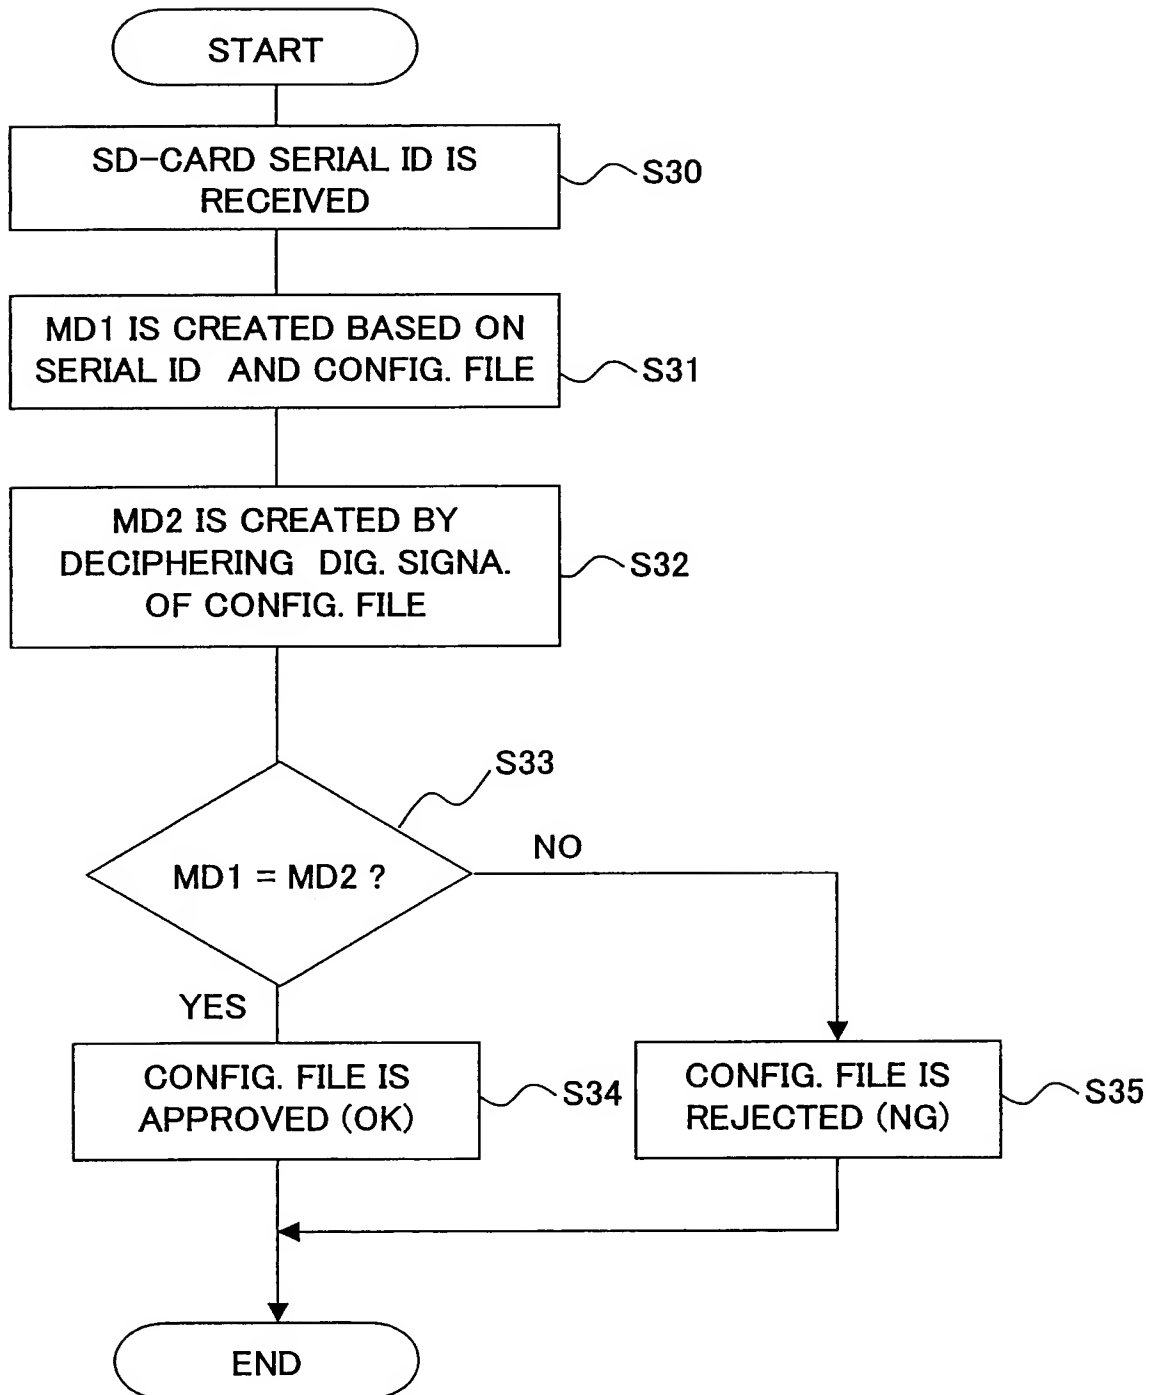 START
SD-CARD SERIAL ID IS
RECEIVED
S30
MD1 IS CREATED BASED ON
SERIAL ID AND CONFIG. FILE
S31
MD2 IS CREATED BY
DECIPHERING DIG. SIGNA.
OF CONFIG. FILE
S32
S33
MD1 = MD2 ?
NO
YES
CONFIG. FILE IS
APPROVED (OK)
S34
CONFIG. FILE IS
REJECTED (NG)
S35
END